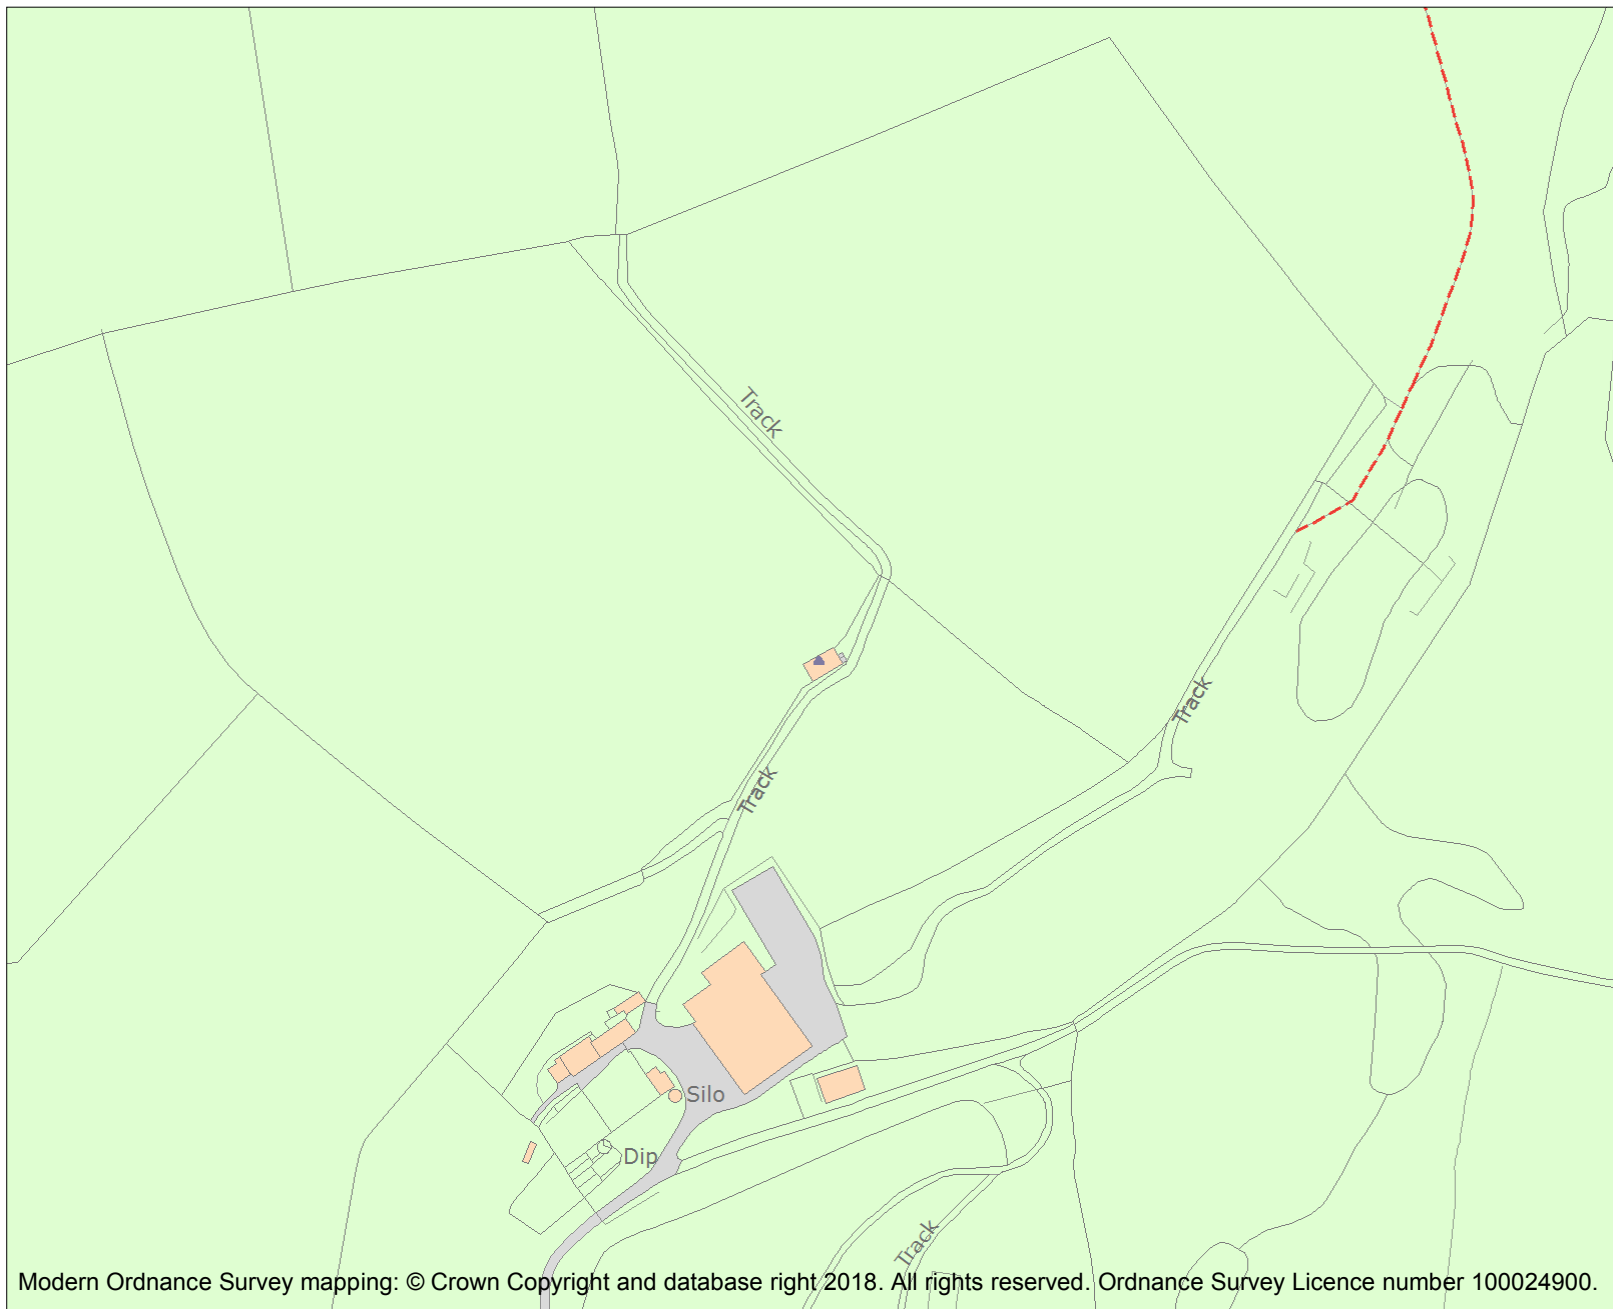 Track
Track
Track
Silo
Dip
Track
Modern Ordnance Survey mapping: © Crown Copyright and database right 2018. All rights reserved. Ordnance Survey Licence number 100024900.